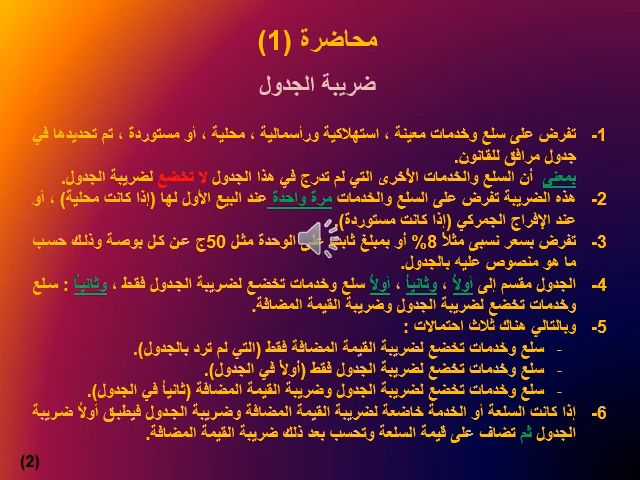 محاضرة (1)
ضريبة الجدول
1- تفرض على سلع وخدمات معينة ، استهلاكية ورأسمالية ، محلية ، أو مستوردة ، تم تحديدها في
جدول مرافق للقانون.
بمعنى أن السلع والخدمات الأخرى التي لم تدرج في هذا الجدول لا تخضع لضريبة الجدول.
2- هذه الضريبة تفرض على السلع والخدمات مرة واحدة عند البيع الأول لها (إذا كانت محلية) ، أو
عند الإفراج الجمركي (إذا كانت مستوردة).
3- تفرض بسعر نسبى مثلاً 8% أو بمبلغ ثابت على الوحدة مثل 50ج عن كل بوصة وذلك حسب
ما هو منصوص عليه بالجدول.
4- الجدول مقسم إلى أولاً ، وثانياً ، أولاً سلع وخدمات تخضع لضريبة الجدول فقط ، وثانياً : سلع
وخدمات تخضع لضريبة الجدول وضريبة القيمة المضافة.
5- وبالتالي هناك ثلاث احتمالات :
- سلع وخدمات تخضع لضريبة القيمة المضافة فقط (التي لم ترد بالجدول).
- سلع وخدمات تخضع لضريبة الجدول فقط (أولاً في الجدول).
- سلع وخدمات تخضع لضريبة الجدول وضريبة القيمة المضافة (ثانياً في الجدول).
6- إذا كانت السلعة أو الخدمة خاضعة لضريبة القيمة المضافة وضريبة الجدول فيطبق أولاً ضريبة
الجدول ثم تضاف على قيمة السلعة وتحسب بعد ذلك ضريبة القيمة المضافة.
(2)